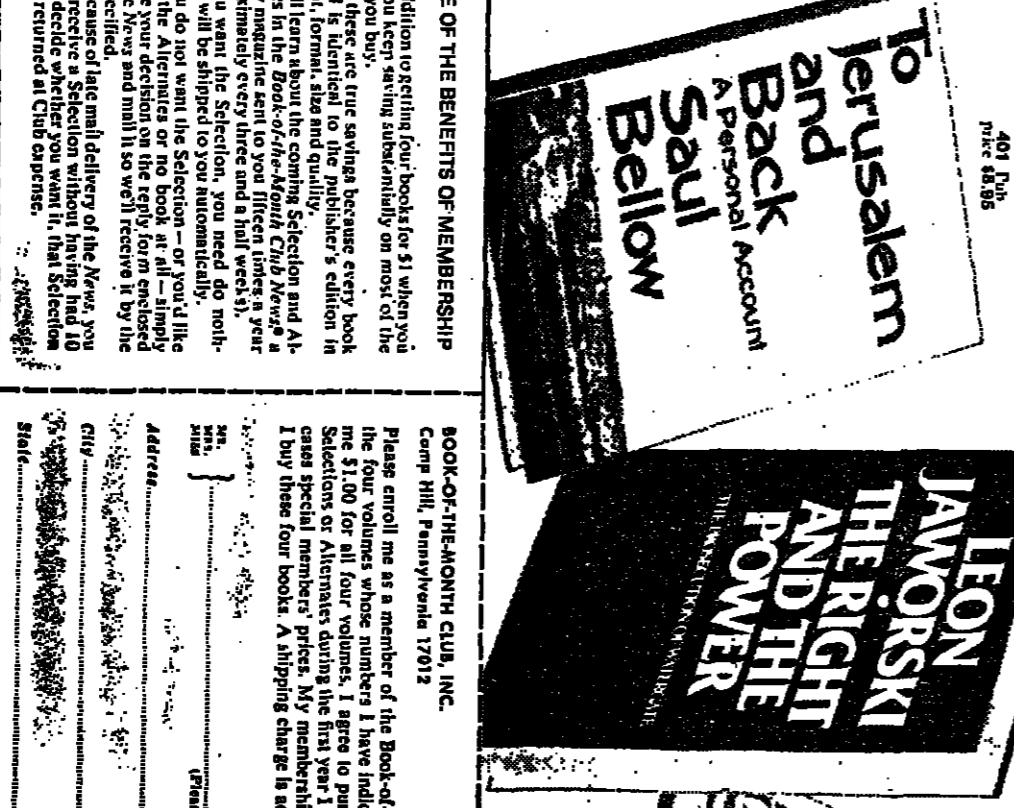 401 Pub
price $8.95
To
Jerusalem
and
Back
A Personal Account
Saul
Bellow
LEON
JAWORSKI
THE RIGHT
AND THE
POWER
E OF THE BENEFITS OF MEMBERSHIP
ddition to getting four books for $1 when you
ou keep saving substantially on most of the
you buy.
these are true savings because every book
d is identical to the publisher's edition in
t, format, size and quality.
ll learn about the coming Selection and Al-
s in the Book-of-the-Month Club News,® a
y magazine sent to you fifteen times a year
ximately every three and a half weeks).
u want the Selection, you need do noth-
will be shipped to you automatically.
u do not want the Selection — or you'd like
the Alternates or no book at all — simply
e your decision on the reply form enclosed
e News and mail it so we'll receive it by the
ecified.
cause of late mail delivery of the News, you
receive a Selection without having had 10
decide whether you want it, that Selection
returned at Club expense.
BOOK-OF-THE-MONTH CLUB, INC.
Camp Hill, Pennsylvania 17012
Please enroll me as a member of the Book-of-
the four volumes whose numbers I have indic
me $1.00 for all four volumes. I agree to pur
Selections or Alternates during the first year I
cases special members' prices. My membershi
I buy these four books. A shipping charge is a
MR.
MRS.
MISS
(Pleas
Address
City
State